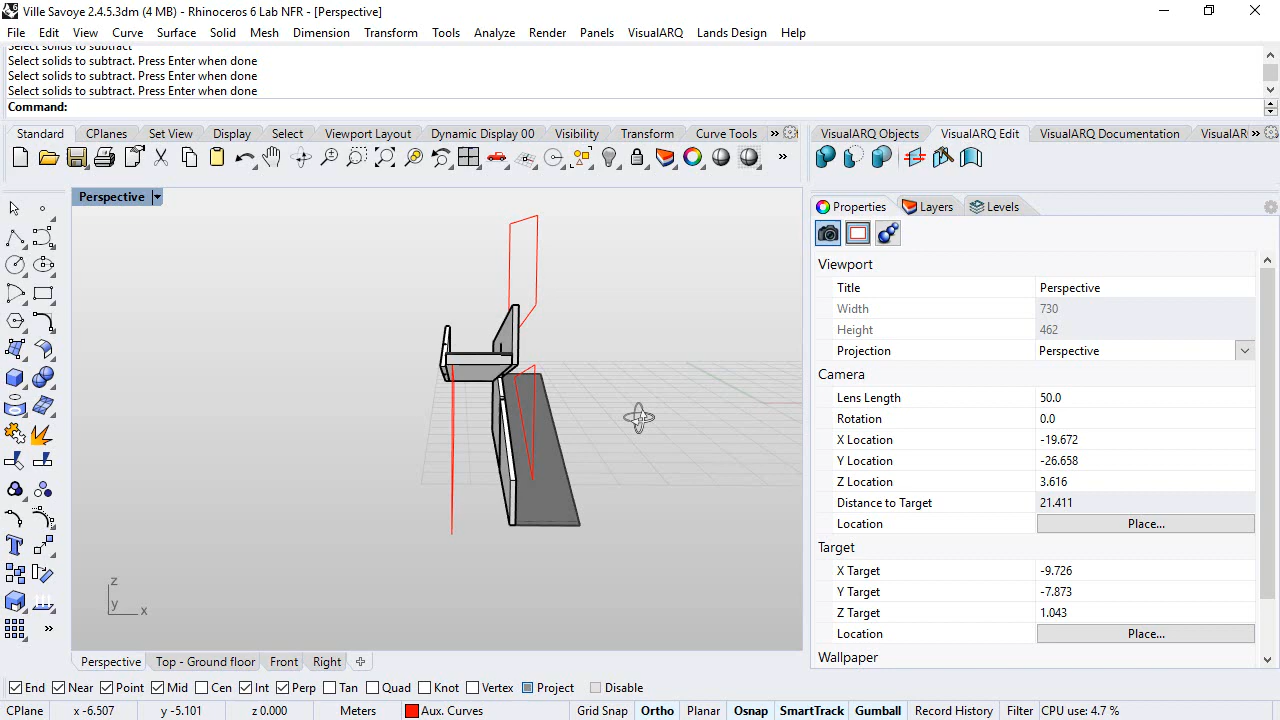 Ville Savoye 2.4.5.3dm (4 MB) - Rhinoceros 6 Lab NFR - [Perspective]
File Edit View Curve Surface Solid Mesh Dimension Transform Tools Analyze Render Panels VisualARQ Lands Design Help
Select solids to subtract. Press Enter when done
Select solids to subtract. Press Enter when done
Select solids to subtract. Press Enter when done
Command:
Standard CPlanes Set View Display Select Viewport Layout Dynamic Display 00 Visibility Transform Curve Tools »
VisualARQ Objects VisualARQ Edit VisualARQ Documentation VisualAR »
»
Perspective
Properties Layers Levels
Viewport
Title Perspective
Width 730
Height 462
Projection Perspective
Camera
Lens Length 50.0
Rotation 0.0
X Location -19.672
Y Location -26.658
Z Location 3.616
Distance to Target 21.411
Location Place...
Target
X Target -9.726
Y Target -7.873
Z Target 1.043
Location Place...
Wallpaper
z
y x
»
Perspective Top - Ground floor Front Right
End Near Point Mid Cen Int Perp Tan Quad Knot Vertex Project Disable
CPlane x -6.507 y -5.101 z 0.000 Meters Aux. Curves Grid Snap Ortho Planar Osnap SmartTrack Gumball Record History Filter CPU use: 4.7 %